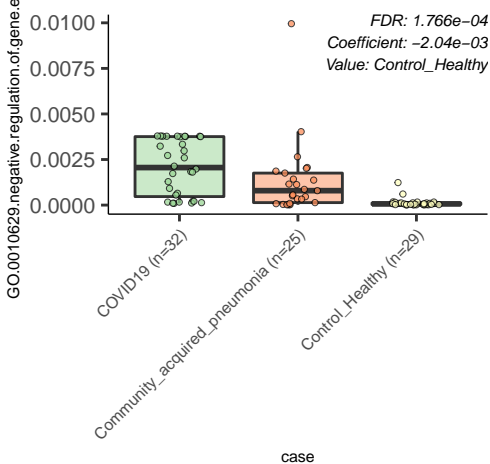 GO.0010629.negative.regulation.of.gene.e
0.0100
0.0075
0.0050
0.0025
0.0000
FDR: 1.766e−04
Coefficient: −2.04e−03
Value: Control_Healthy
COVID19 (n=32)
Community_acquired_pneumonia (n=25)
Control_Healthy (n=29)
case